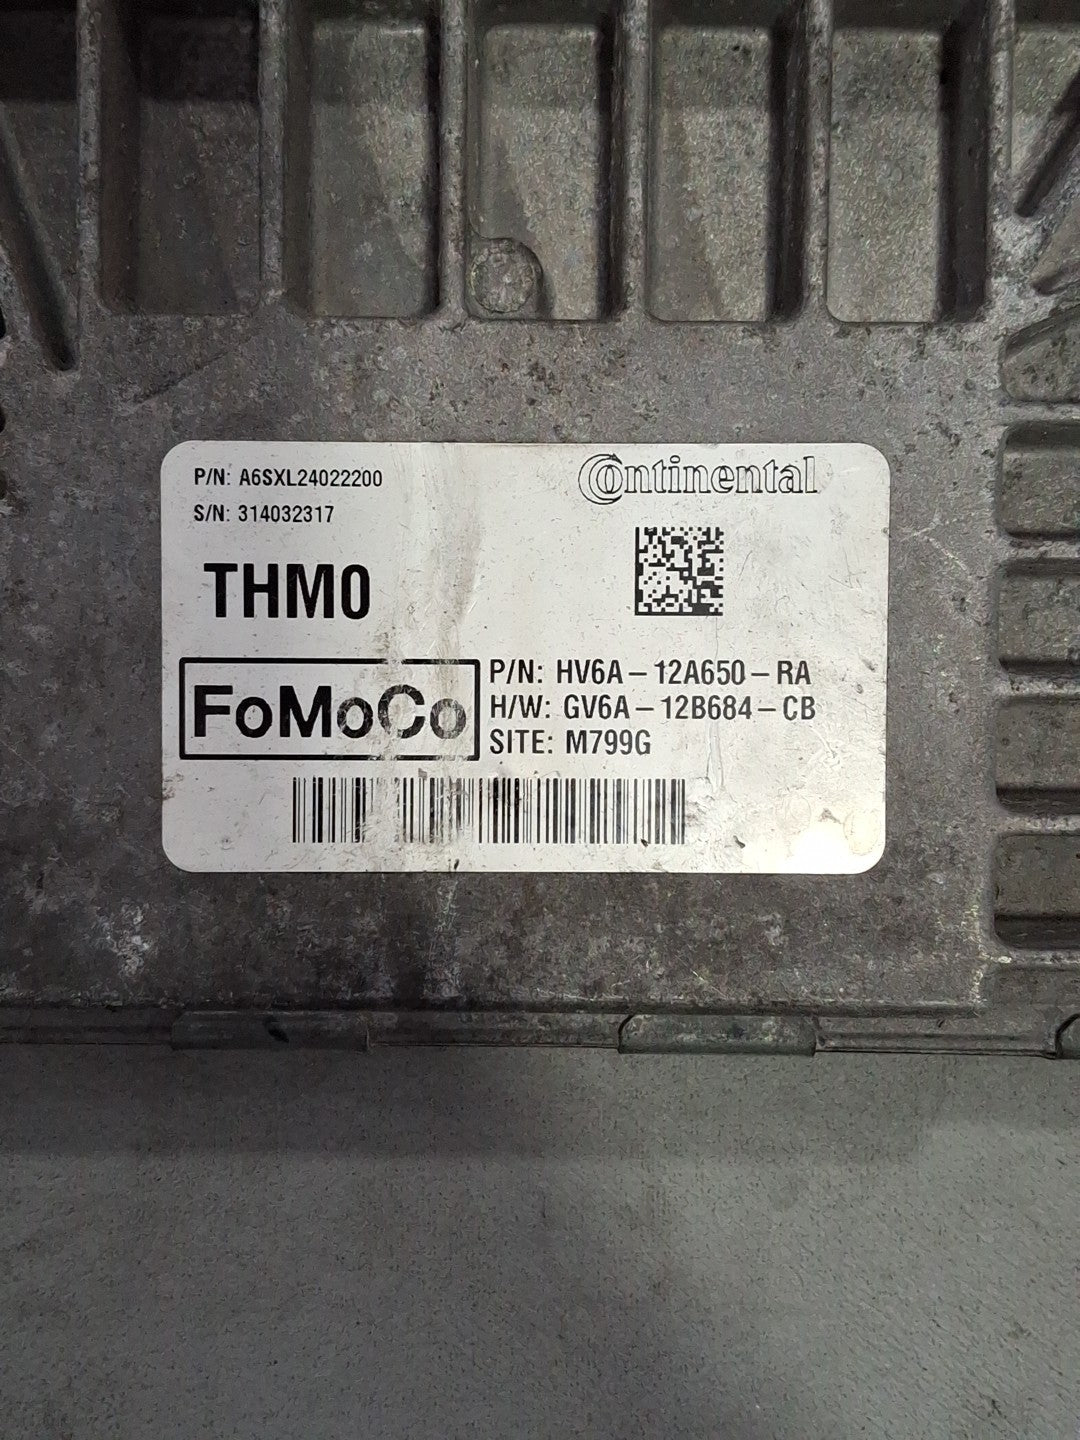 P/N: A6SXL24022200
Continental
S/N: 314032317
THM0
FoMoCo
P/N: HV6A-12A650-RA
H/W: GV6A-12B684-CB
SITE: M799G